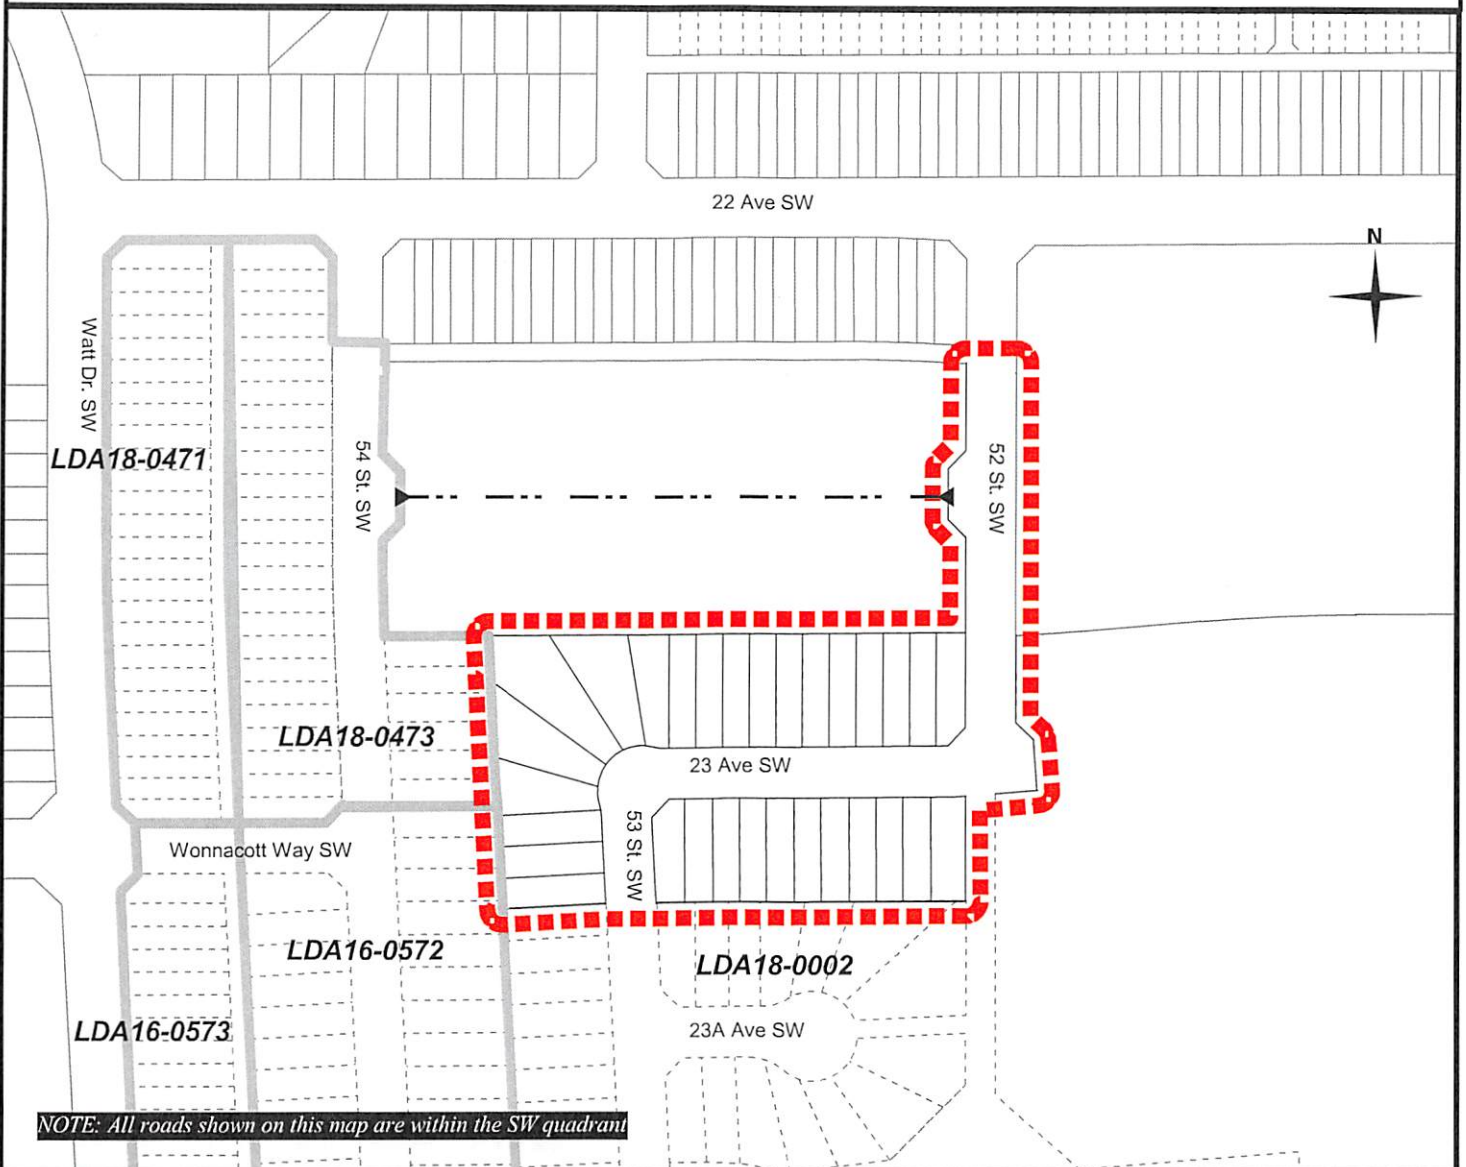 22 Ave SW
N
Watt Dr. SW
LDA18-0471
54 St. SW
52 St. SW
LDA18-0473
23 Ave SW
53 St. SW
Wonnacott Way SW
LDA16-0572
LDA18-0002
LDA16-0573
23A Ave SW
NOTE: All roads shown on this map are within the SW quadrant